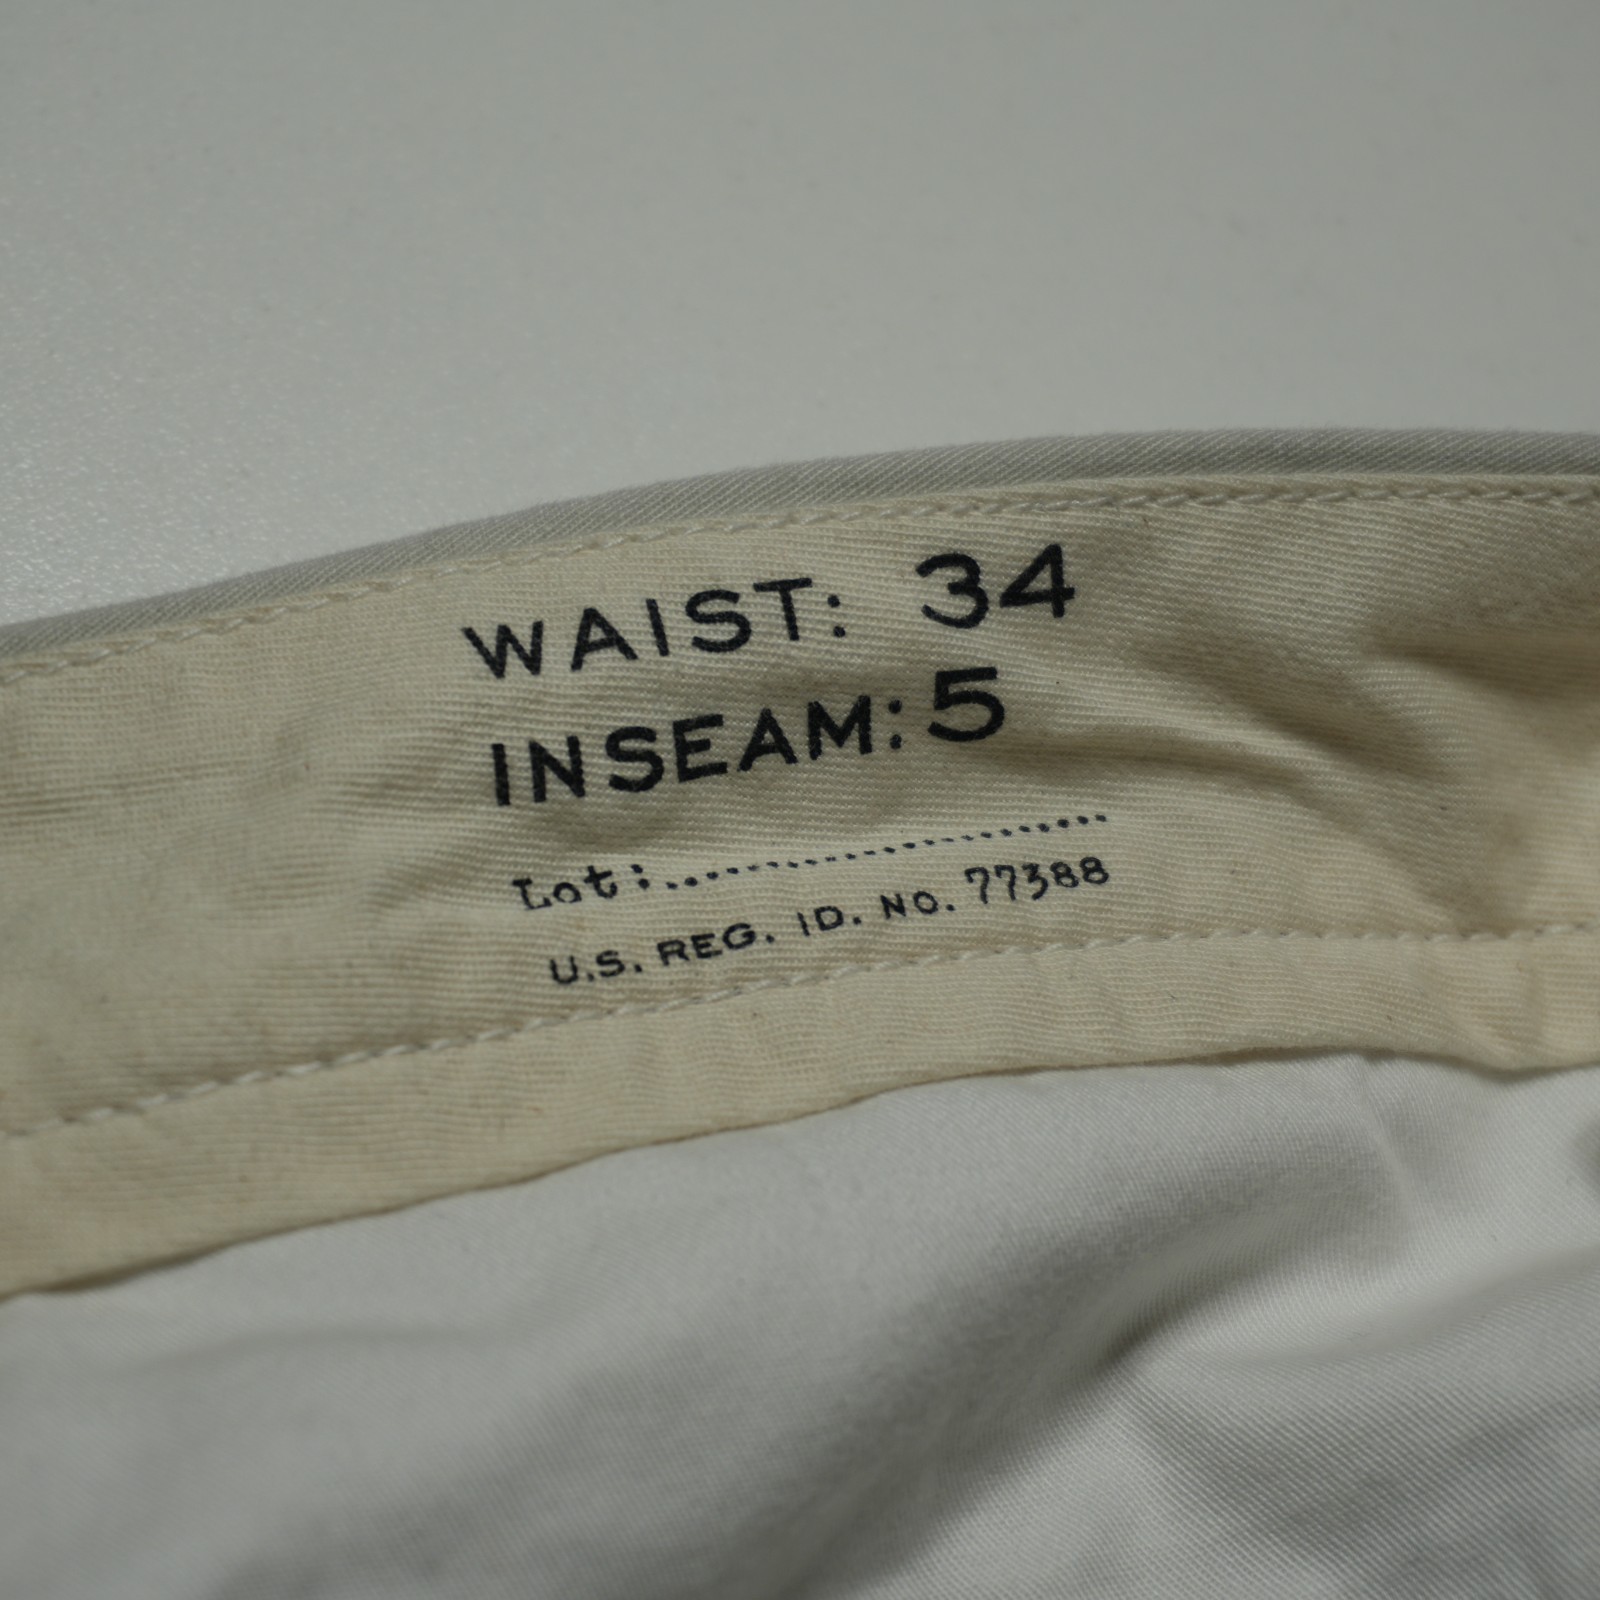 WAIST: 34
INSEAM: 5
Lot:......................
U.S. REG. ID. NO. 77388